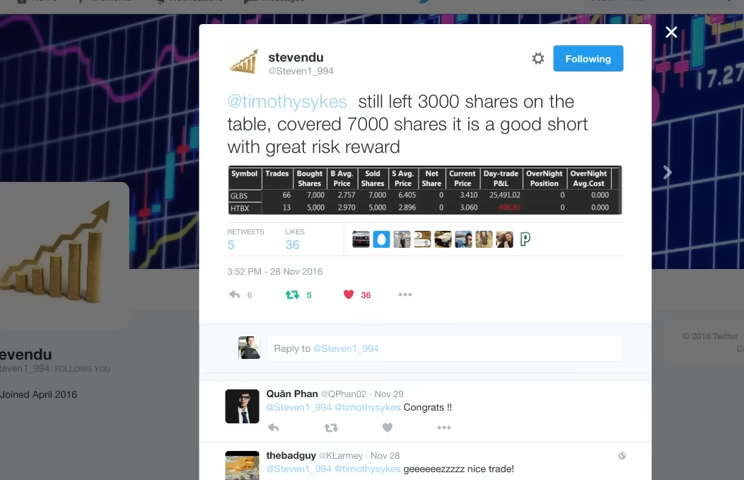 17.27
stevendu
@Steven1_994
Following
@timothysykes still left 3000 shares on the
table, covered 7000 shares it is a good short
with great risk reward
Symbol Trades Bought Shares B Avg. Price Sold Shares S Avg. Price Net Share Current Price Day-trade P&L OverNight Position OverNight Avg.Cost
GLBS 66 7,000 2.757 7,000 6.405 0 3.410 25,491.02 0 0.000
HTBX 13 5,000 2.970 5,000 2.896 0 3.060 0 0.000
RETWEETS LIKES
5 36
3:52 PM - 28 Nov 2016
6 5 36
Reply to @Steven1_994
Quân Phan @QPhan02 · Nov 29
@Steven1_994 @timothysykes Congrats !!
thebadguy @KLarmey · Nov 28
@Steven1_994 @timothysykes geeeeeezzzzz nice trade!
evendu
teven1_994 FOLLOWS YOU
Joined April 2016
© 2016 Twitter